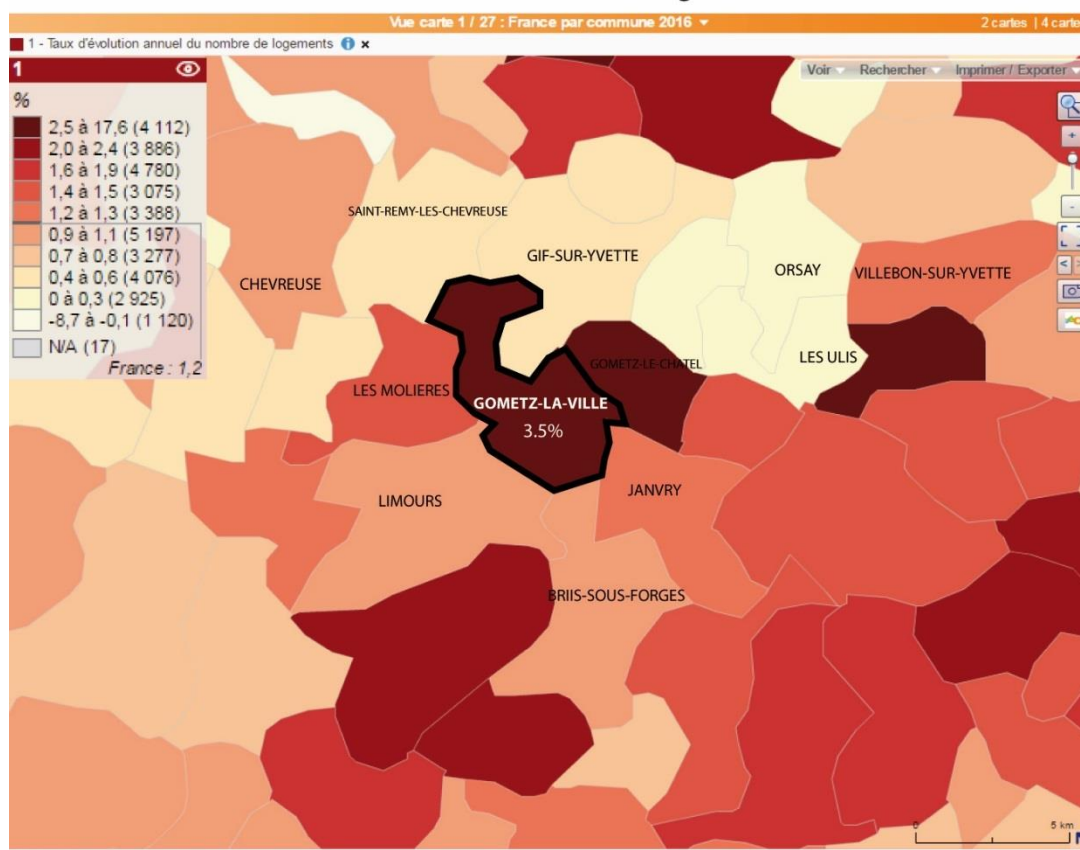 Vue carte 1 / 27 : France par commune 2016
2 cartes | 4 carte
1 - Taux d'évolution annuel du nombre de logements
1
Voir Rechercher Imprimer / Exporter
%
2,5 à 17,6 (4 112)
2,0 à 2,4 (3 886)
1,6 à 1,9 (4 780)
1,4 à 1,5 (3 075)
1,2 à 1,3 (3 388)
0,9 à 1,1 (5 197)
0,7 à 0,8 (3 277)
0,4 à 0,6 (4 076)
0 à 0,3 (2 925)
-8,7 à -0,1 (1 120)
N/A (17)
France : 1,2
SAINT-REMY-LES-CHEVREUSE
GIF-SUR-YVETTE
ORSAY
VILLEBON-SUR-YVETTE
CHEVREUSE
LES ULIS
GOMETZ-LE-CHATEL
LES MOLIERES
GOMETZ-LA-VILLE
3.5%
LIMOURS
JANVRY
BRIIS-SOUS-FORGES
0
5 km